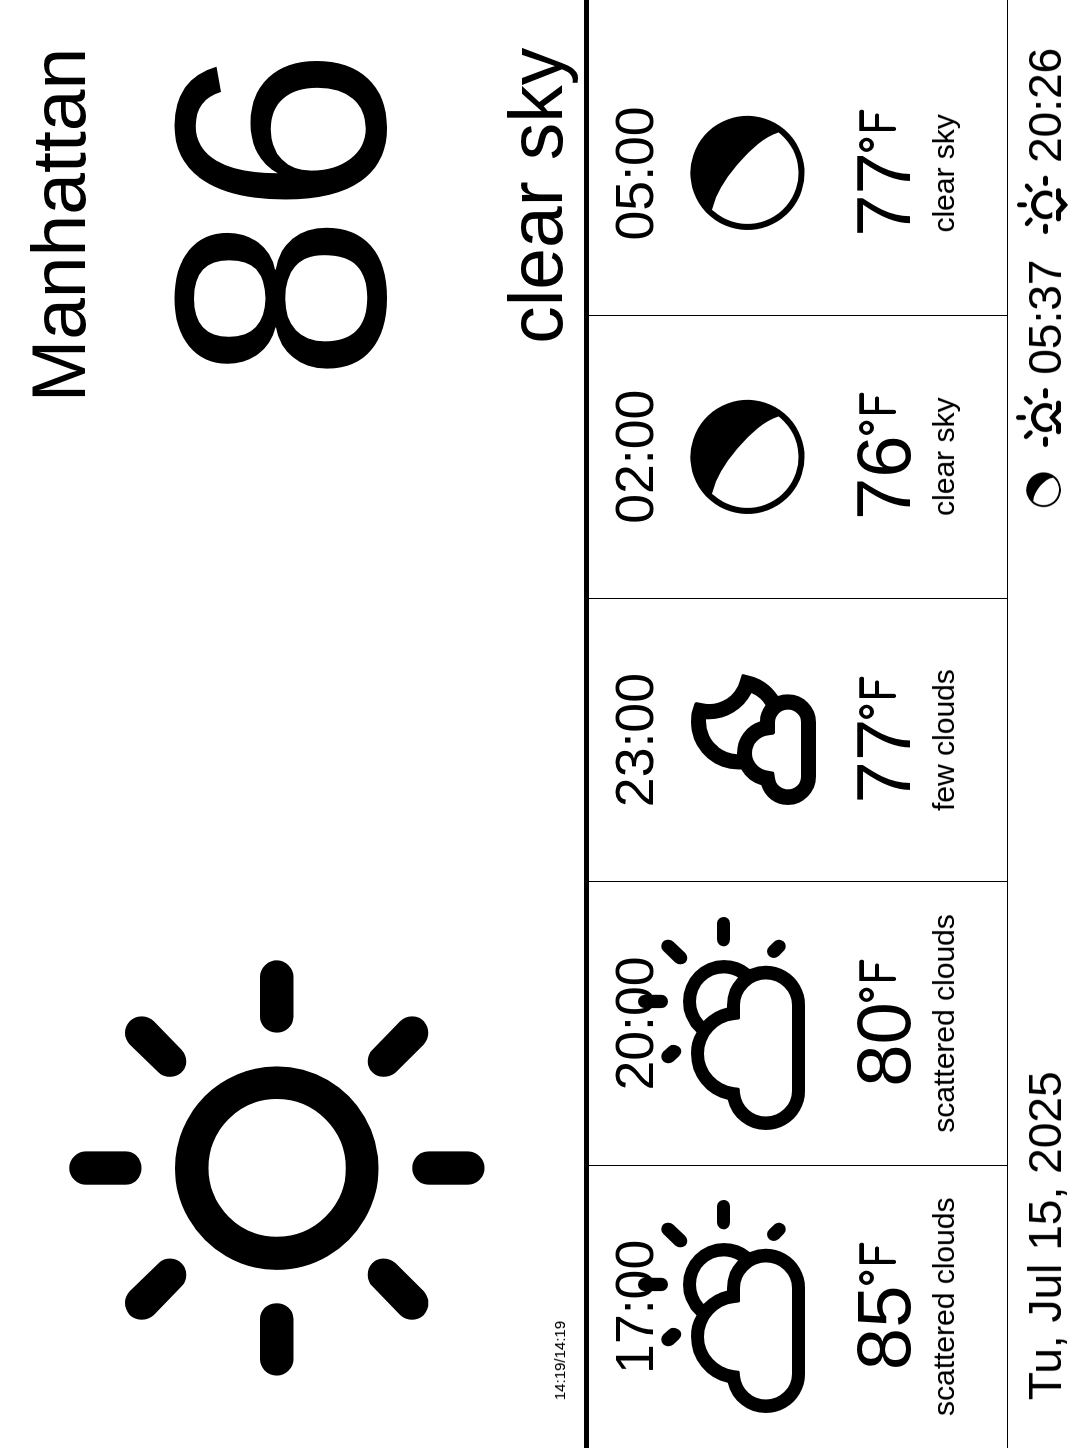 Manhattan
86
clear sky
14:19/14:19
17:00
85°F
scattered clouds
20:00
80°F
scattered clouds
23:00
77°F
few clouds
02:00
76°F
clear sky
05:00
77°F
clear sky
Tu, Jul 15, 2025
05:37
20:26